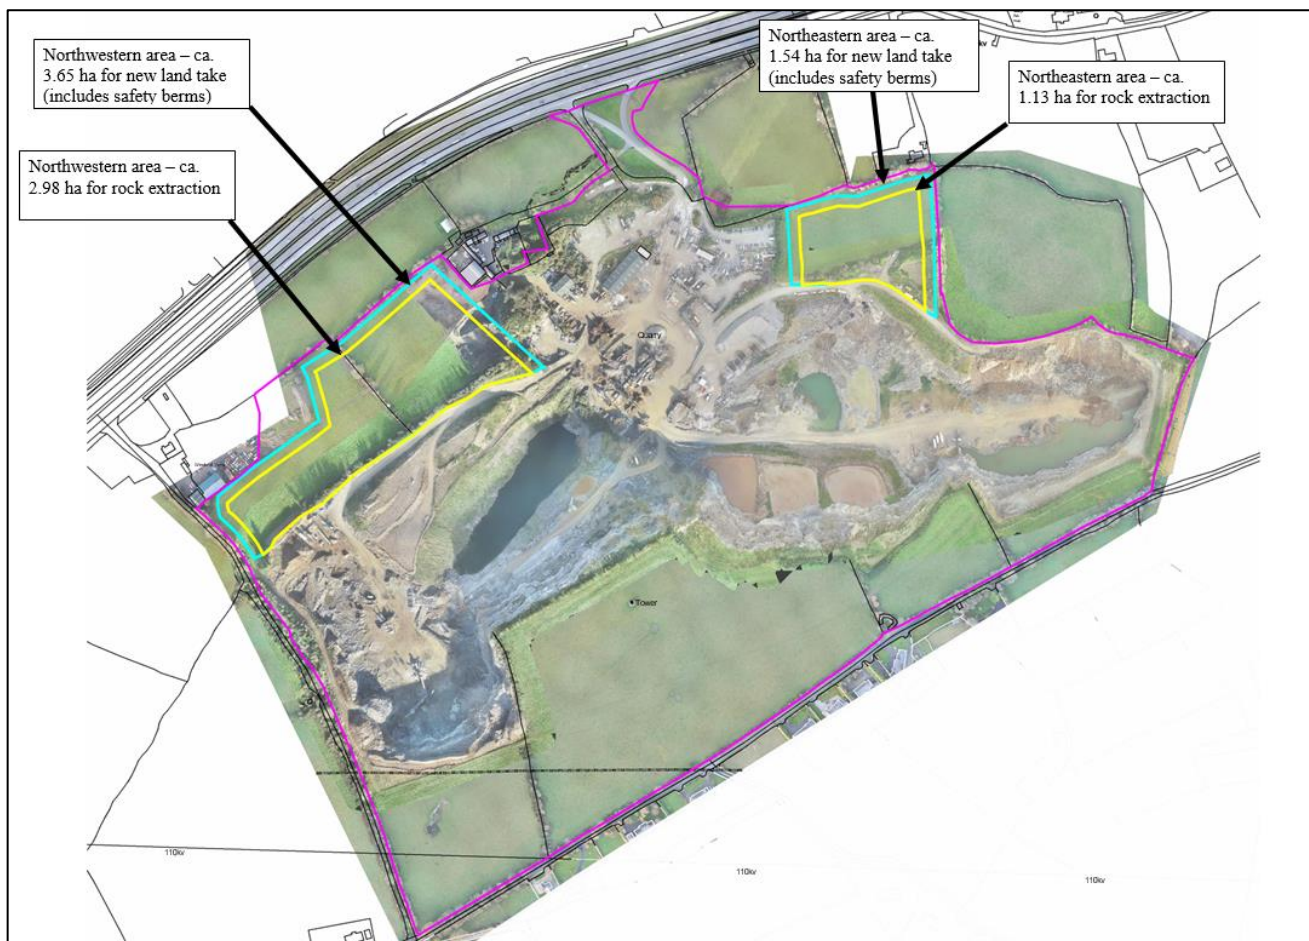 Northwestern area – ca.
3.65 ha for new land take
(includes safety berms)
Northeastern area – ca.
1.54 ha for new land take
(includes safety berms)
Northeastern area – ca.
1.13 ha for rock extraction
Northwestern area – ca.
2.98 ha for rock extraction
Quarry
Tower
110kv
110kv
110kv